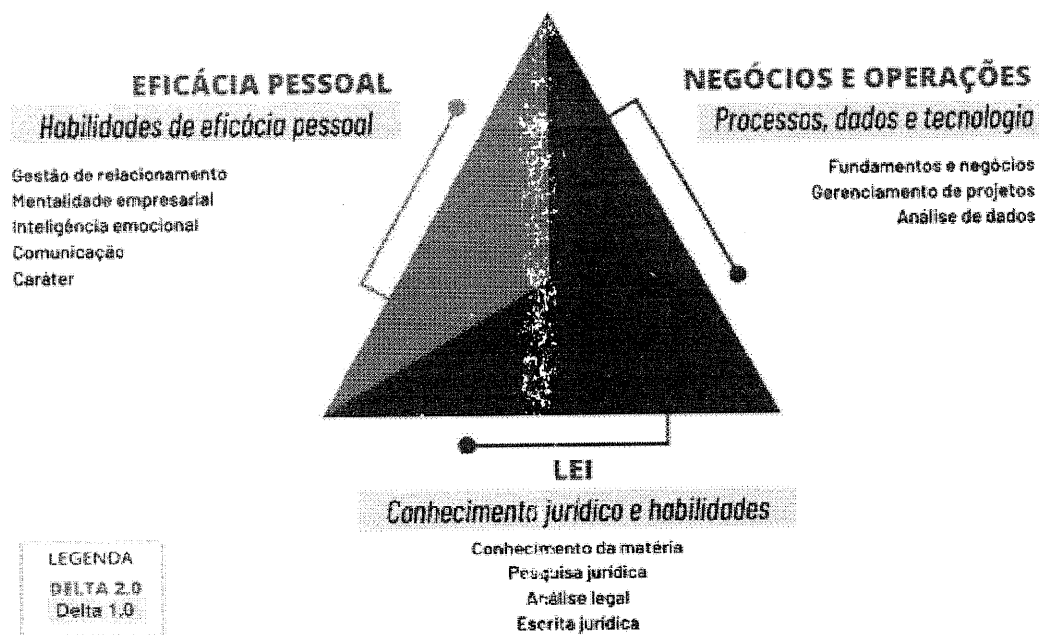 EFICÁCIA PESSOAL
Habilidades de eficácia pessoal
Gestão de relacionamento
Mentalidade empresarial
Inteligência emocional
Comunicação
Caráter
NEGÓCIOS E OPERAÇÕES
Processos, dados e tecnologia
Fundamentos e negócios
Gerenciamento de projetos
Análise de dados
LEI
Conhecimento jurídico e habilidades
Conhecimento da matéria
Pesquisa jurídica
Análise legal
Escrita jurídica
LEGENDA
DELTA 2.0
Delta 1.0